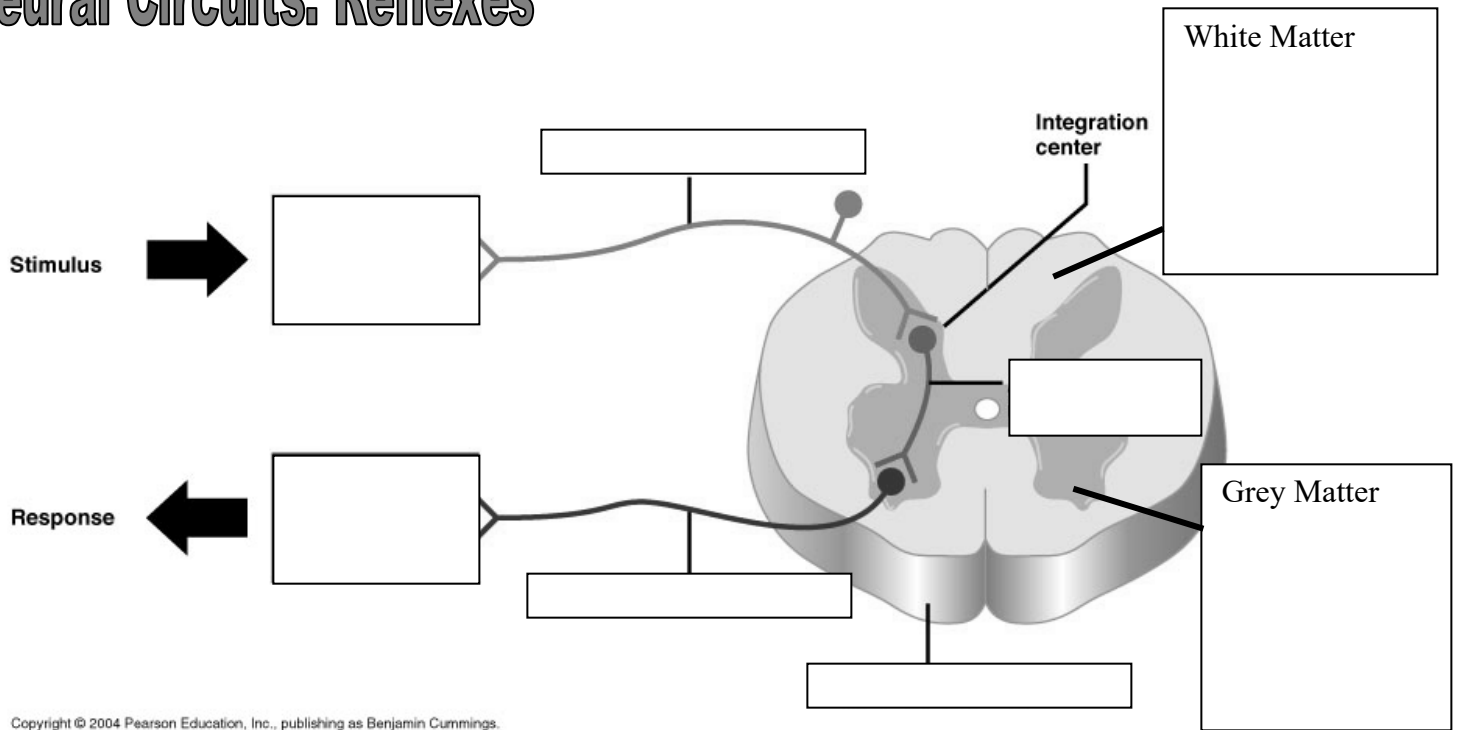 eural Circuits: Reflexes
White Matter
Integration
center
Stimulus
Grey Matter
Response
Copyright © 2004 Pearson Education, Inc., publishing as Benjamin Cummings.